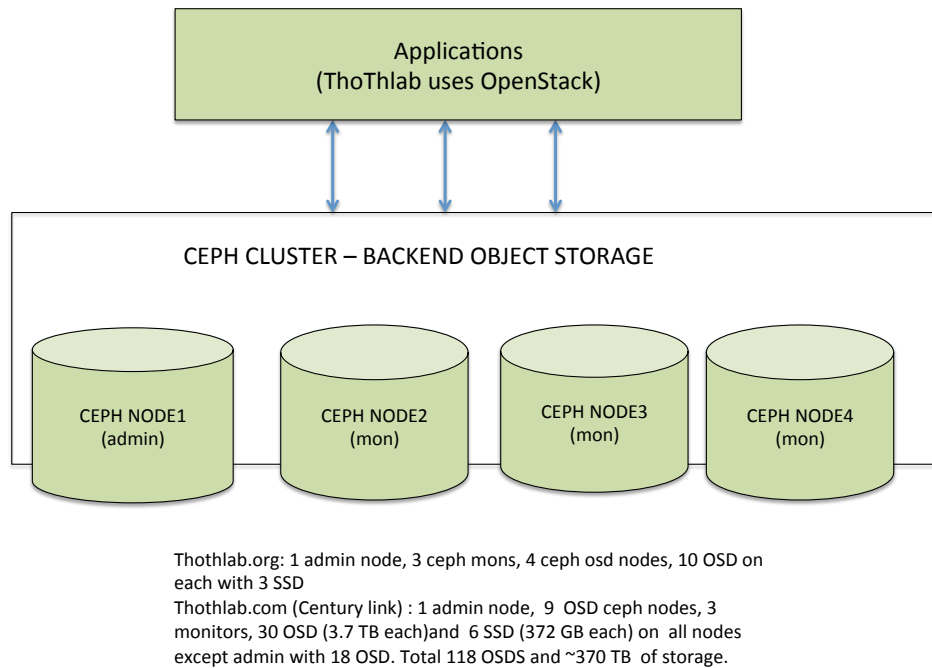 Applications
(ThoThlab uses OpenStack)
CEPH CLUSTER – BACKEND OBJECT STORAGE
CEPH NODE1
(admin)
CEPH NODE2
(mon)
CEPH NODE3
(mon)
CEPH NODE4
(mon)
Thothlab.org: 1 admin node, 3 ceph mons, 4 ceph osd nodes, 10 OSD on
each with 3 SSD
Thothlab.com (Century link) : 1 admin node,  9  OSD ceph nodes, 3
monitors, 30 OSD (3.7 TB each)and  6 SSD (372 GB each) on  all nodes
except admin with 18 OSD. Total 118 OSDS and ~370 TB  of storage.